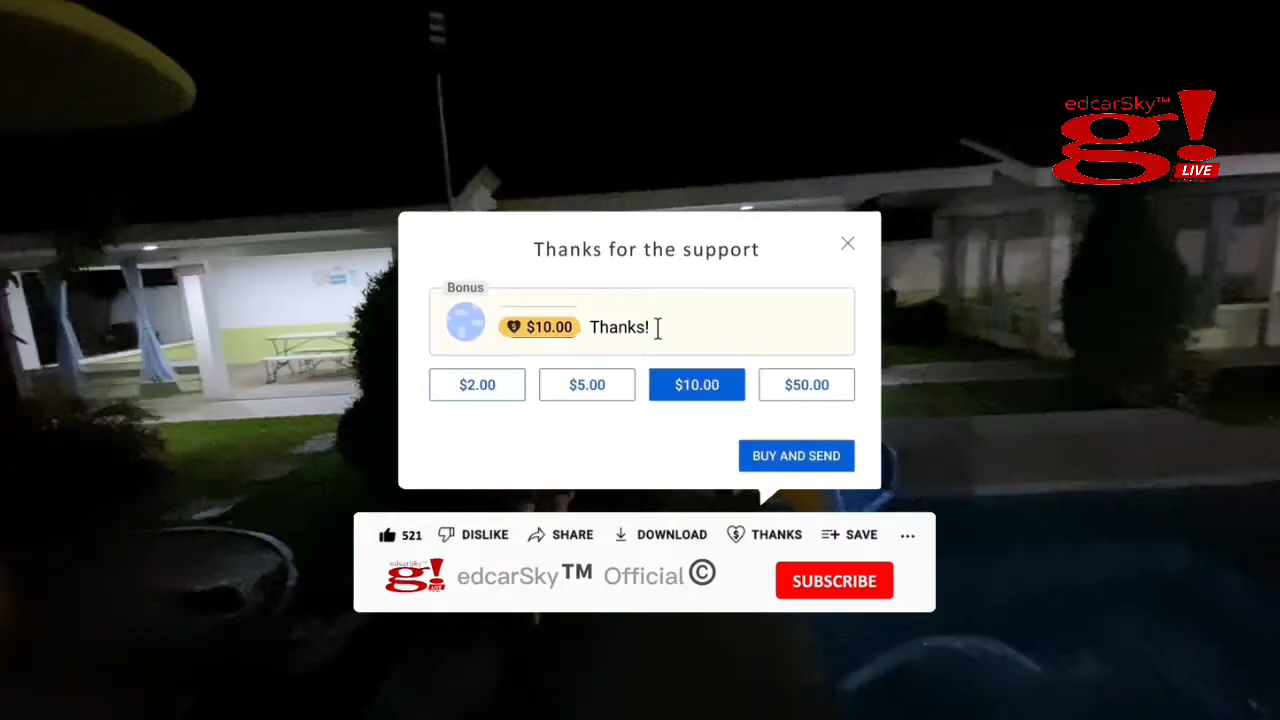 edcarSky™
g!
LIVE
Thanks for the support
Bonus
$10.00 Thanks!
$2.00 $5.00 $10.00 $50.00
BUY AND SEND
521 DISLIKE SHARE DOWNLOAD THANKS SAVE ...
g! edcarSky™ Official © SUBSCRIBE